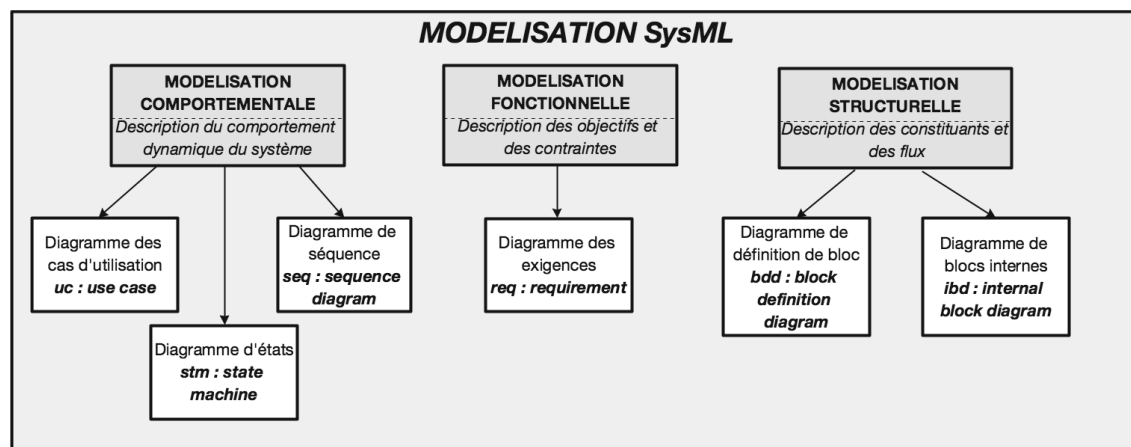 MODELISATION SysML
MODELISATION
COMPORTEMENTALE
Description du comportement
dynamique du système
MODELISATION
FONCTIONNELLE
Description des objectifs et
des contraintes
MODELISATION
STRUCTURELLE
Description des constituants et
des flux
Diagramme des
cas d'utilisation
uc : use case
Diagramme d'états
stm : state
machine
Diagramme de
séquence
seq : sequence
diagram
Diagramme des
exigences
req : requirement
Diagramme de
définition de bloc
bdd : block
definition
diagram
Diagramme de
blocs internes
ibd : internal
block diagram